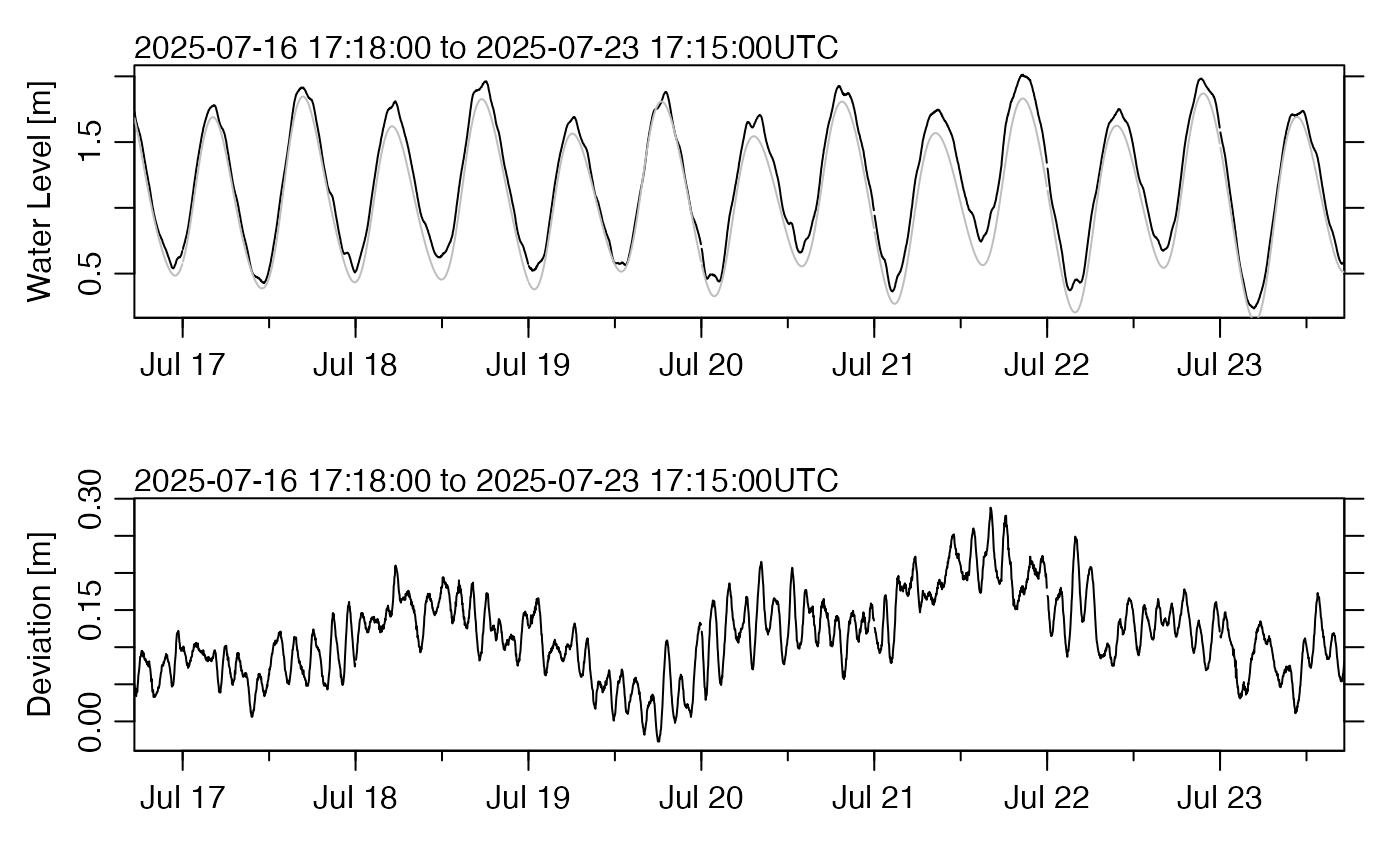 2025-07-16 17:18:00 to 2025-07-23 17:15:00UTC
Water Level [m]
1.5
0.5
Jul 17 Jul 18 Jul 19 Jul 20 Jul 21 Jul 22 Jul 23
2025-07-16 17:18:00 to 2025-07-23 17:15:00UTC
Deviation [m]
0.30
0.15
0.00
Jul 17 Jul 18 Jul 19 Jul 20 Jul 21 Jul 22 Jul 23